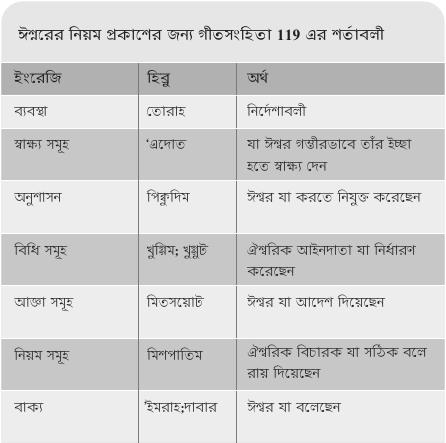 ঈশ্বরের নিয়ম প্রকাশের জন্য গীতসংহিতা 119 এর শর্তাবলী
ইংরেজি হিব্রু অর্থ
ব্যবস্থা তোরাহ নির্দেশাবলী
স্বাক্ষ্য সমূহ ‘এদোত যা ঈশ্বর গম্ভীরভাবে তাঁর ইচ্ছা
হতে স্বাক্ষ্য দেন
অনুশাসন পিক্কুদিম ঈশ্বর যা করতে নিযুক্ত করেছেন
বিধি সমূহ খুক্কিম; খুক্কুট ঐশ্বরিক আইনদাতা যা নির্ধারণ
করেছেন
আজ্ঞা সমূহ মিতসয়োট ঈশ্বর যা আদেশ দিয়েছেন
নিয়ম সমূহ মিশপাতিম ঐশ্বরিক বিচারক যা সঠিক বলে
রায় দিয়েছেন
বাক্য ‘ইমরাহ;দাবার ঈশ্বর যা বলেছেন